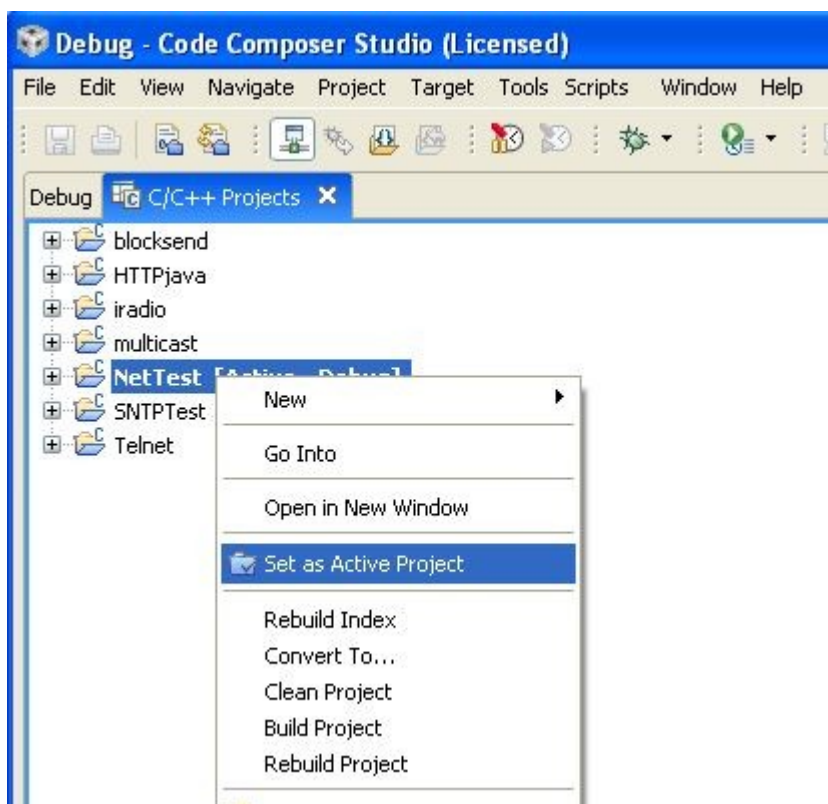 Debug - Code Composer Studio (Licensed)
File Edit View Navigate Project Target Tools Scripts Window Help
Debug C/C++ Projects
blocksend
HTTPjava
iradio
multicast
NetTest [Active - Debug]
SNTPTest
Telnet
New
Go Into
Open in New Window
Set as Active Project
Rebuild Index
Convert To...
Clean Project
Build Project
Rebuild Project